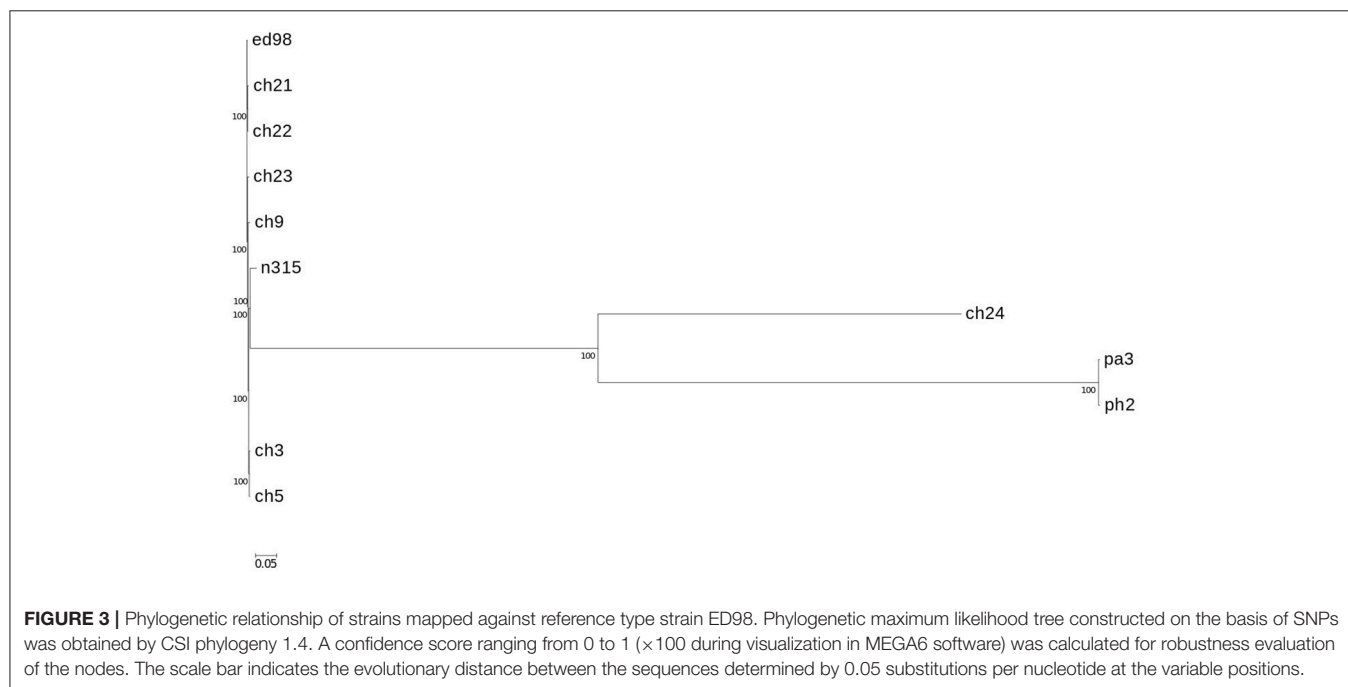 ed98
ch21
100
ch22
ch23
ch9
100
n315
100
100
ch24
100
pa3
100
ph2
100
ch3
100
ch5
0.05
FIGURE 3 | Phylogenetic relationship of strains mapped against reference type strain ED98. Phylogenetic maximum likelihood tree constructed on the basis of SNPs
was obtained by CSI phylogeny 1.4. A confidence score ranging from 0 to 1 (×100 during visualization in MEGA6 software) was calculated for robustness evaluation
of the nodes. The scale bar indicates the evolutionary distance between the sequences determined by 0.05 substitutions per nucleotide at the variable positions.